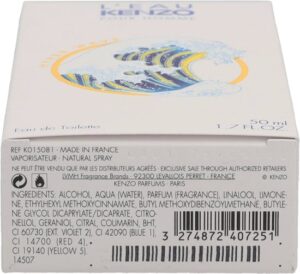 L'EAU
KENZO
POUR HOMME
50 ml
Eau de Toilette
1.7 FL.OZ
REF K015081 - MADE IN FRANCE
VAPORISATEUR - NATURAL SPRAY
NE PEUT ÊTRE VENDU QUE PAR LES DISTRIBUTEURS AGRÉÉS EXCLUSIVE SALE THROUGH AUTHORIZED RETAILERS
LVMH Fragrance Brands - 92300 LEVALLOIS PERRET - FRANCE © KENZO
KENZO PARFUMS - PARIS
INGREDIENTS: ALCOHOL, AQUA (WATER), PARFUM (FRAGRANCE), LINALOOL, LIMONE-
NE, ETHYLHEXYL METHOXYCINNAMATE, BUTYL METHOXYDIBENZOYLMETHANE, BUTYLE-
NE GLYCOL DICAPRYLATE/DICAPRATE, CITRO-
NELLOL, GERANIOL, CITRAL, COUMARIN, BHT,
CI 60730 (EXT. VIOLET 2), CI 42090 (BLUE 1),
CI 14700 (RED 4),
CI 19140 (YELLOW 5).
14507
3 274872 407251